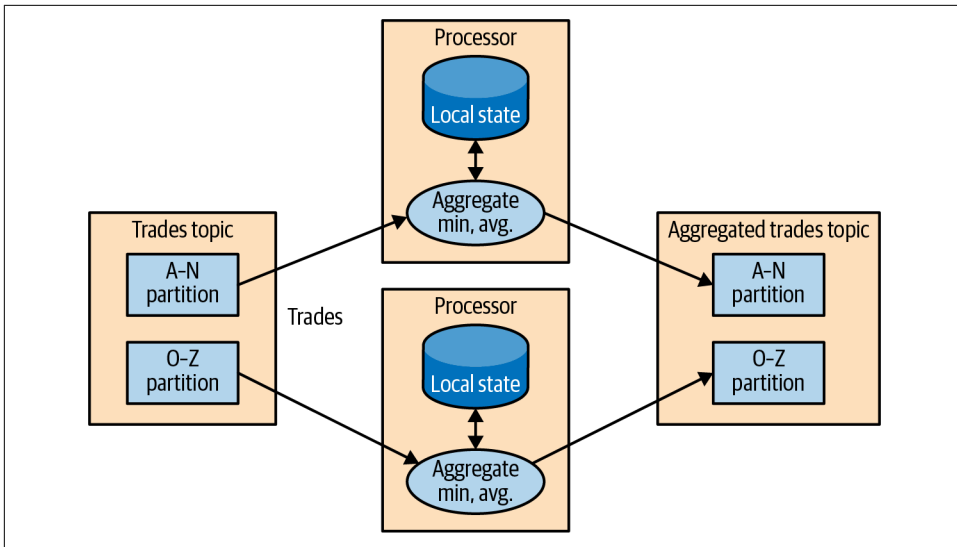 Processor
Local state
Aggregate
min, avg.
Trades topic
A–N
partition
O–Z
partition
Trades
Processor
Local state
Aggregate
min, avg.
Aggregated trades topic
A–N
partition
O–Z
partition